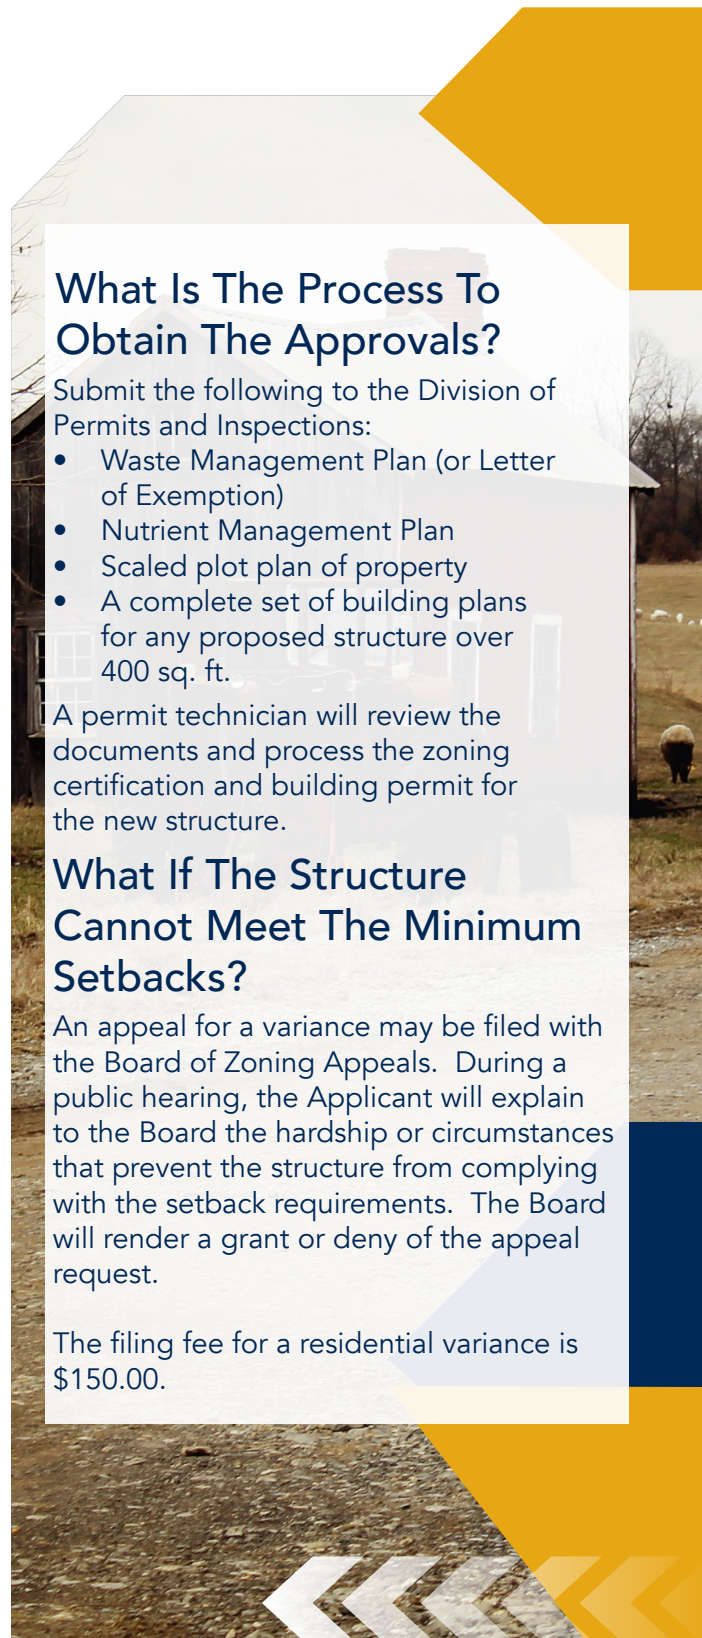 What Is The Process To
Obtain The Approvals?
Submit the following to the Division of
Permits and Inspections:
• Waste Management Plan (or Letter
of Exemption)
• Nutrient Management Plan
• Scaled plot plan of property
• A complete set of building plans
for any proposed structure over
400 sq. ft.
A permit technician will review the
documents and process the zoning
certification and building permit for
the new structure.
What If The Structure
Cannot Meet The Minimum
Setbacks?
An appeal for a variance may be filed with
the Board of Zoning Appeals.  During a
public hearing, the Applicant will explain
to the Board the hardship or circumstances
that prevent the structure from complying
with the setback requirements.  The Board
will render a grant or deny of the appeal
request.
The filing fee for a residential variance is
$150.00.